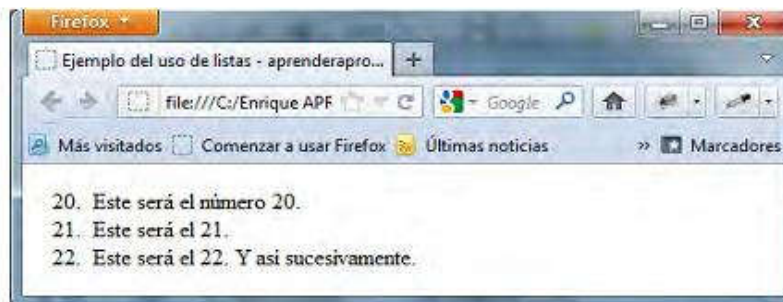 Firefox
Ejemplo del uso de listas - aprenderapro...
file:///C:/Enrique APF
Google
Más visitados Comenzar a usar Firefox Últimas noticias » Marcadores
20. Este será el número 20.
21. Este será el 21.
22. Este será el 22. Y asi sucesivamente.